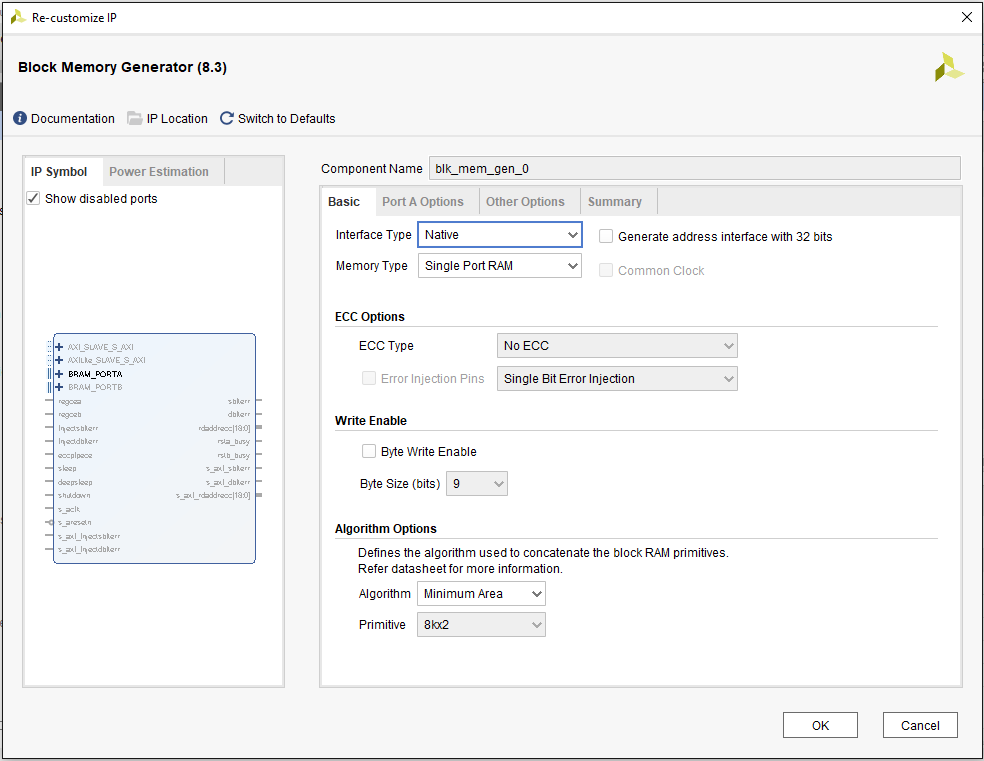 Re-customize IP
Block Memory Generator (8.3)
Documentation IP Location Switch to Defaults
IP Symbol Power Estimation
Show disabled ports
AXI_SLAVE_S_AXI
AXILite_SLAVE_S_AXI
BRAM_PORTA
BRAM_PORTB
regcea sbiterr
regceb dbiterr
injectsbiterr rdaddrecc[18:0]
injectdbiterr rsta_busy
eccpipece rstb_busy
sleep s_axi_sbiterr
deepsleep s_axi_dbiterr
shutdown s_axi_rdaddrecc[18:0]
s_aclk
s_aresetn
s_axi_injectsbiterr
s_axi_injectdbiterr
Component Name blk_mem_gen_0
Basic Port A Options Other Options Summary
Interface Type Native Generate address interface with 32 bits
Memory Type Single Port RAM Common Clock
ECC Options
ECC Type No ECC
Error Injection Pins Single Bit Error Injection
Write Enable
Byte Write Enable
Byte Size (bits) 9
Algorithm Options
Defines the algorithm used to concatenate the block RAM primitives.
Refer datasheet for more information.
Algorithm Minimum Area
Primitive 8kx2
OK Cancel